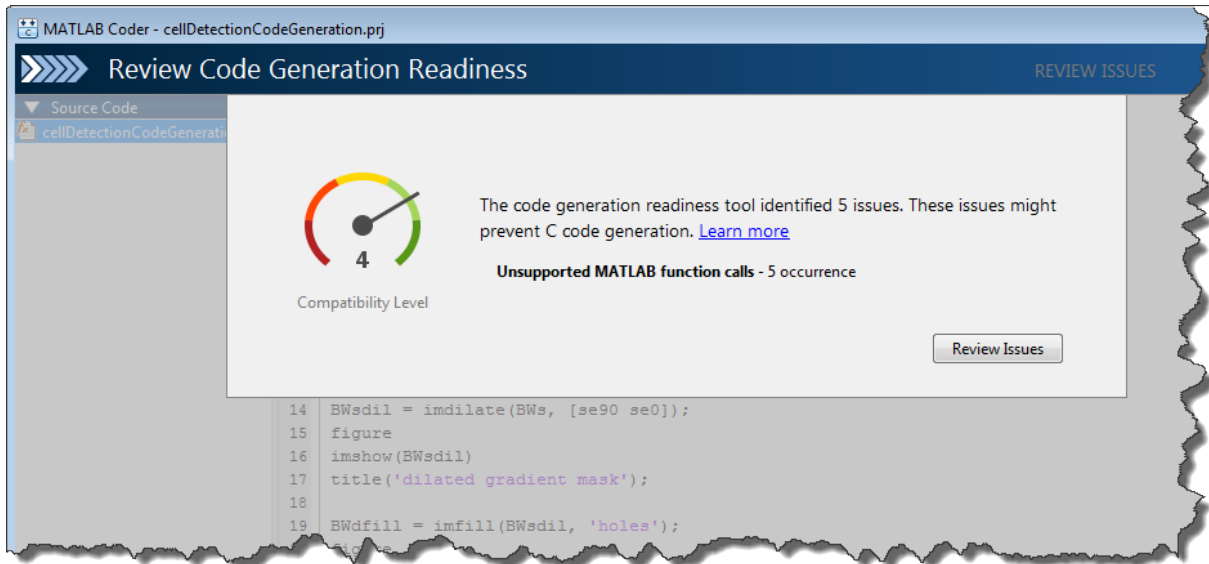 MATLAB Coder - cellDetectionCodeGeneration.prj
Review Code Generation Readiness
REVIEW ISSUES
Source Code
cellDetectionCodeGenerati
The code generation readiness tool identified 5 issues. These issues might
prevent C code generation. Learn more
4
Unsupported MATLAB function calls - 5 occurrence
Compatibility Level
Review Issues
14 BWsdil = imdilate(BWs, [se90 se0]);
15 figure
16 imshow(BWsdil)
17 title('dilated gradient mask');
18
19 BWdfill = imfill(BWsdil, 'holes');